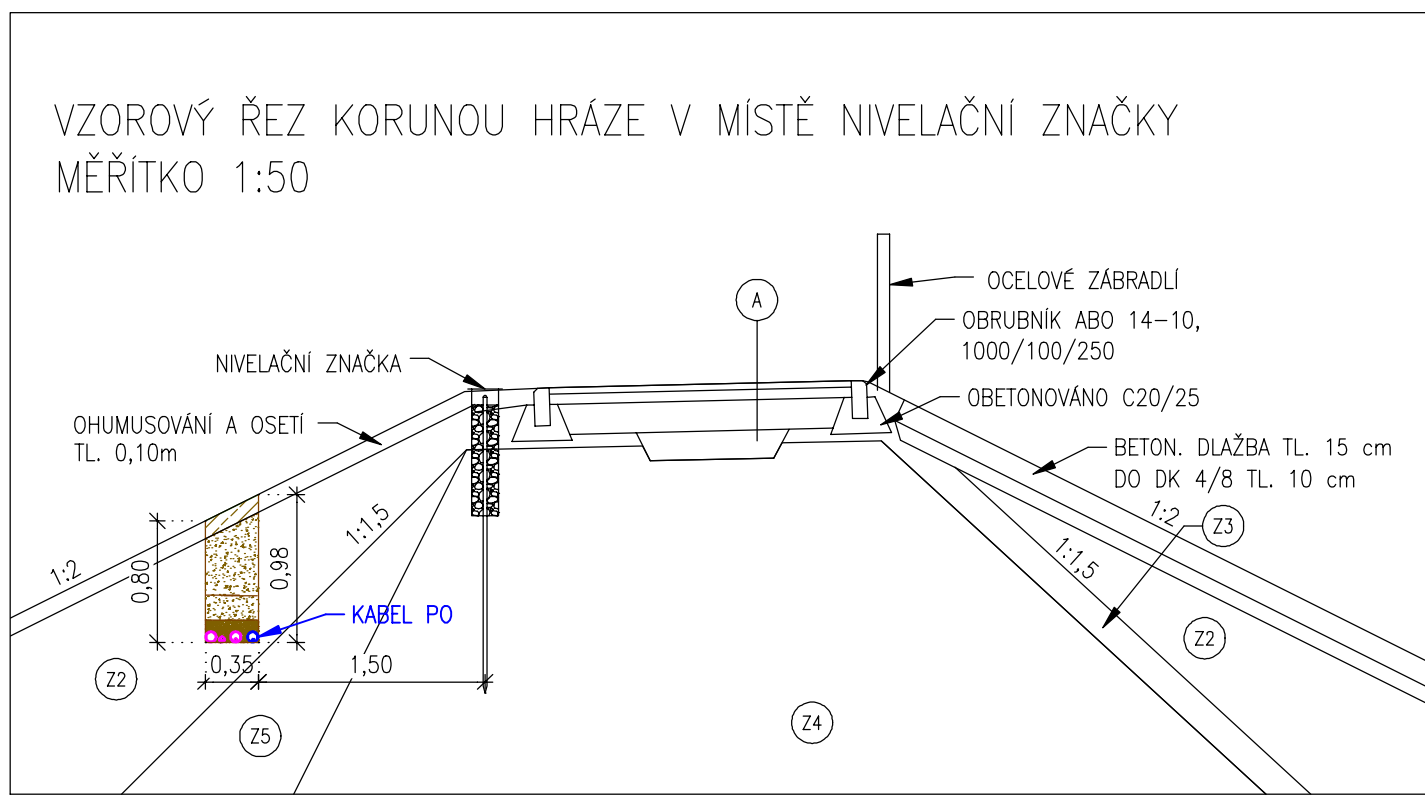 VZOROVÝ ŘEZ KORUNOU HRÁZE V MÍSTĚ NIVELAČNÍ ZNAČKY
MĚŘÍTKO 1:50
OCELOVÉ ZÁBRADLÍ
A
OBRUBNÍK ABO 14-10,
1000/100/250
NIVELAČNÍ ZNAČKA
OBETONOVÁNO C20/25
OHUMUSOVÁNÍ A OSETÍ
TL. 0,10m
BETON. DLAŽBA TL. 15 cm
DO DK 4/8 TL. 10 cm
1:2
1:1,5
1:2
Z3
1:1,5
0,80
0,98
KABEL PO
Z2
0,35
1,50
Z2
Z5
Z4